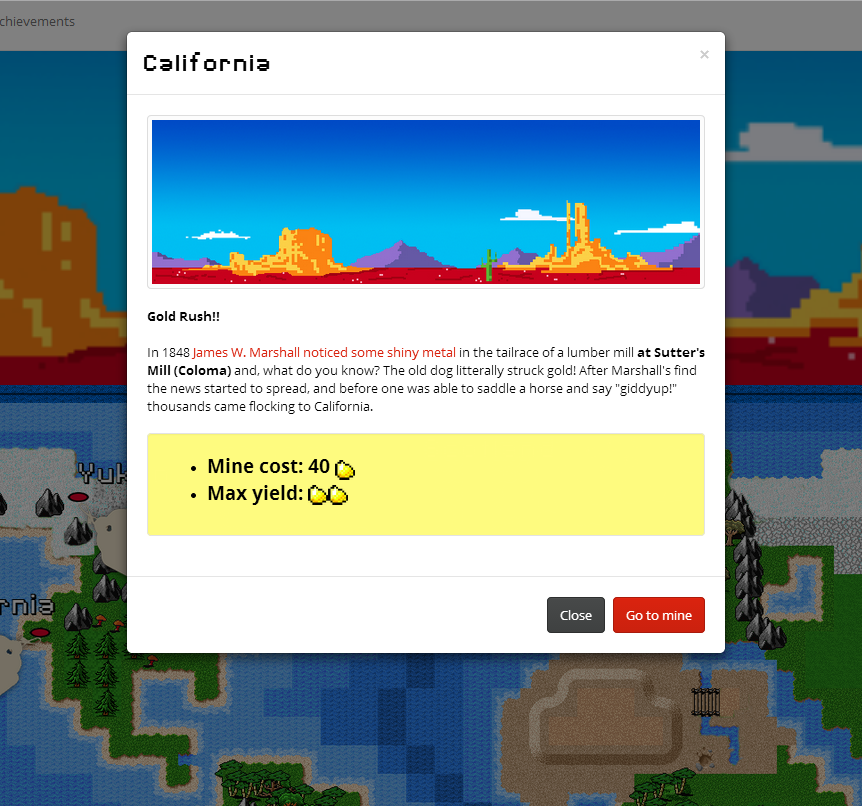 chievements
California
×
Gold Rush!!
In 1848 James W. Marshall noticed some shiny metal in the tailrace of a lumber mill at Sutter's
Mill (Coloma) and, what do you know? The old dog litterally struck gold! After Marshall's find
the news started to spread, and before one was able to saddle a horse and say "giddyup!"
thousands came flocking to California.
Mine cost: 40
Max yield:
Yuk
rnia
Close
Go to mine